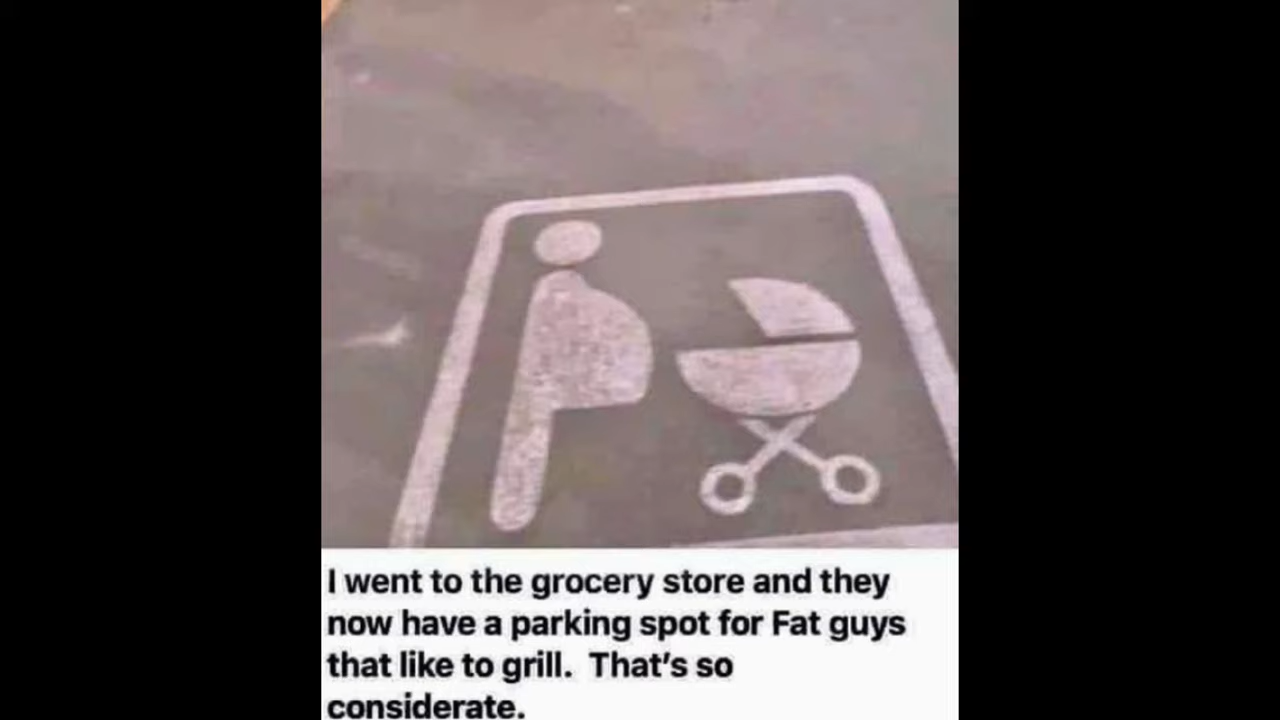 I went to the grocery store and they
now have a parking spot for Fat guys
that like to grill.  That's so
considerate.